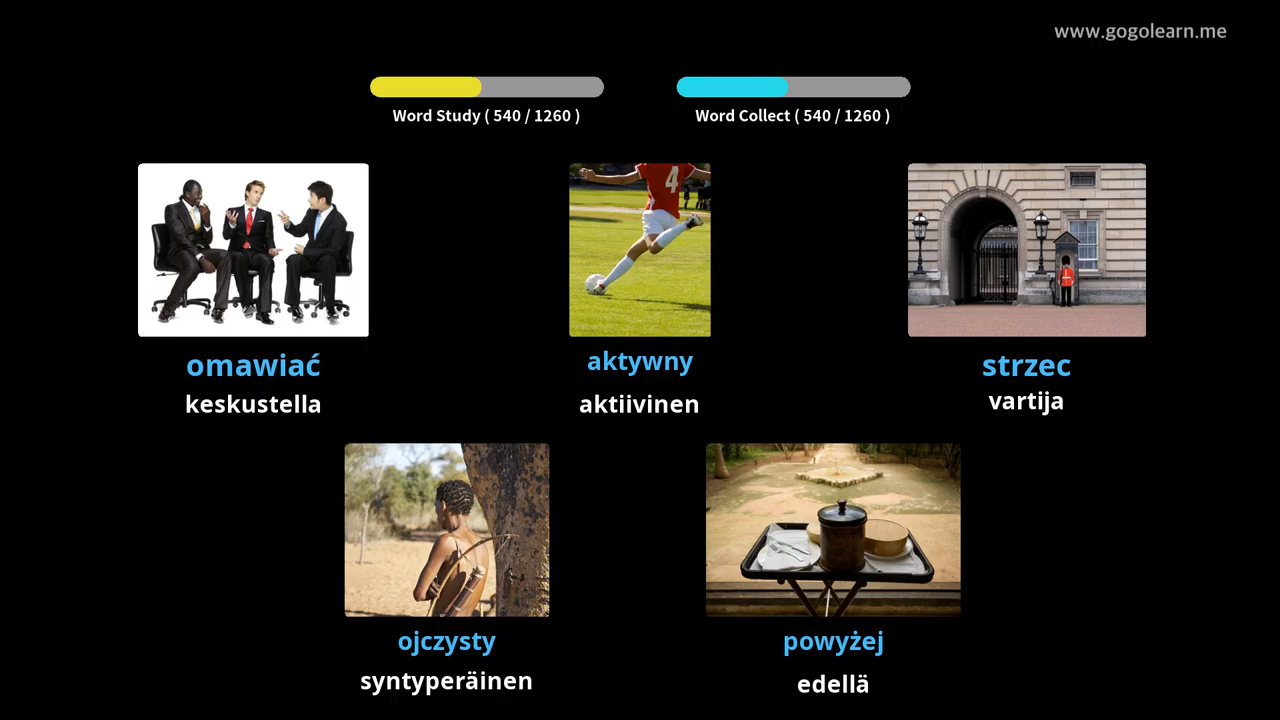 www.gogolearn.me
Word Study ( 540 / 1260 )
Word Collect ( 540 / 1260 )
4
omawiać
keskustella
aktywny
aktiivinen
strzec
vartija
ojczysty
syntyperäinen
powyżej
edellä